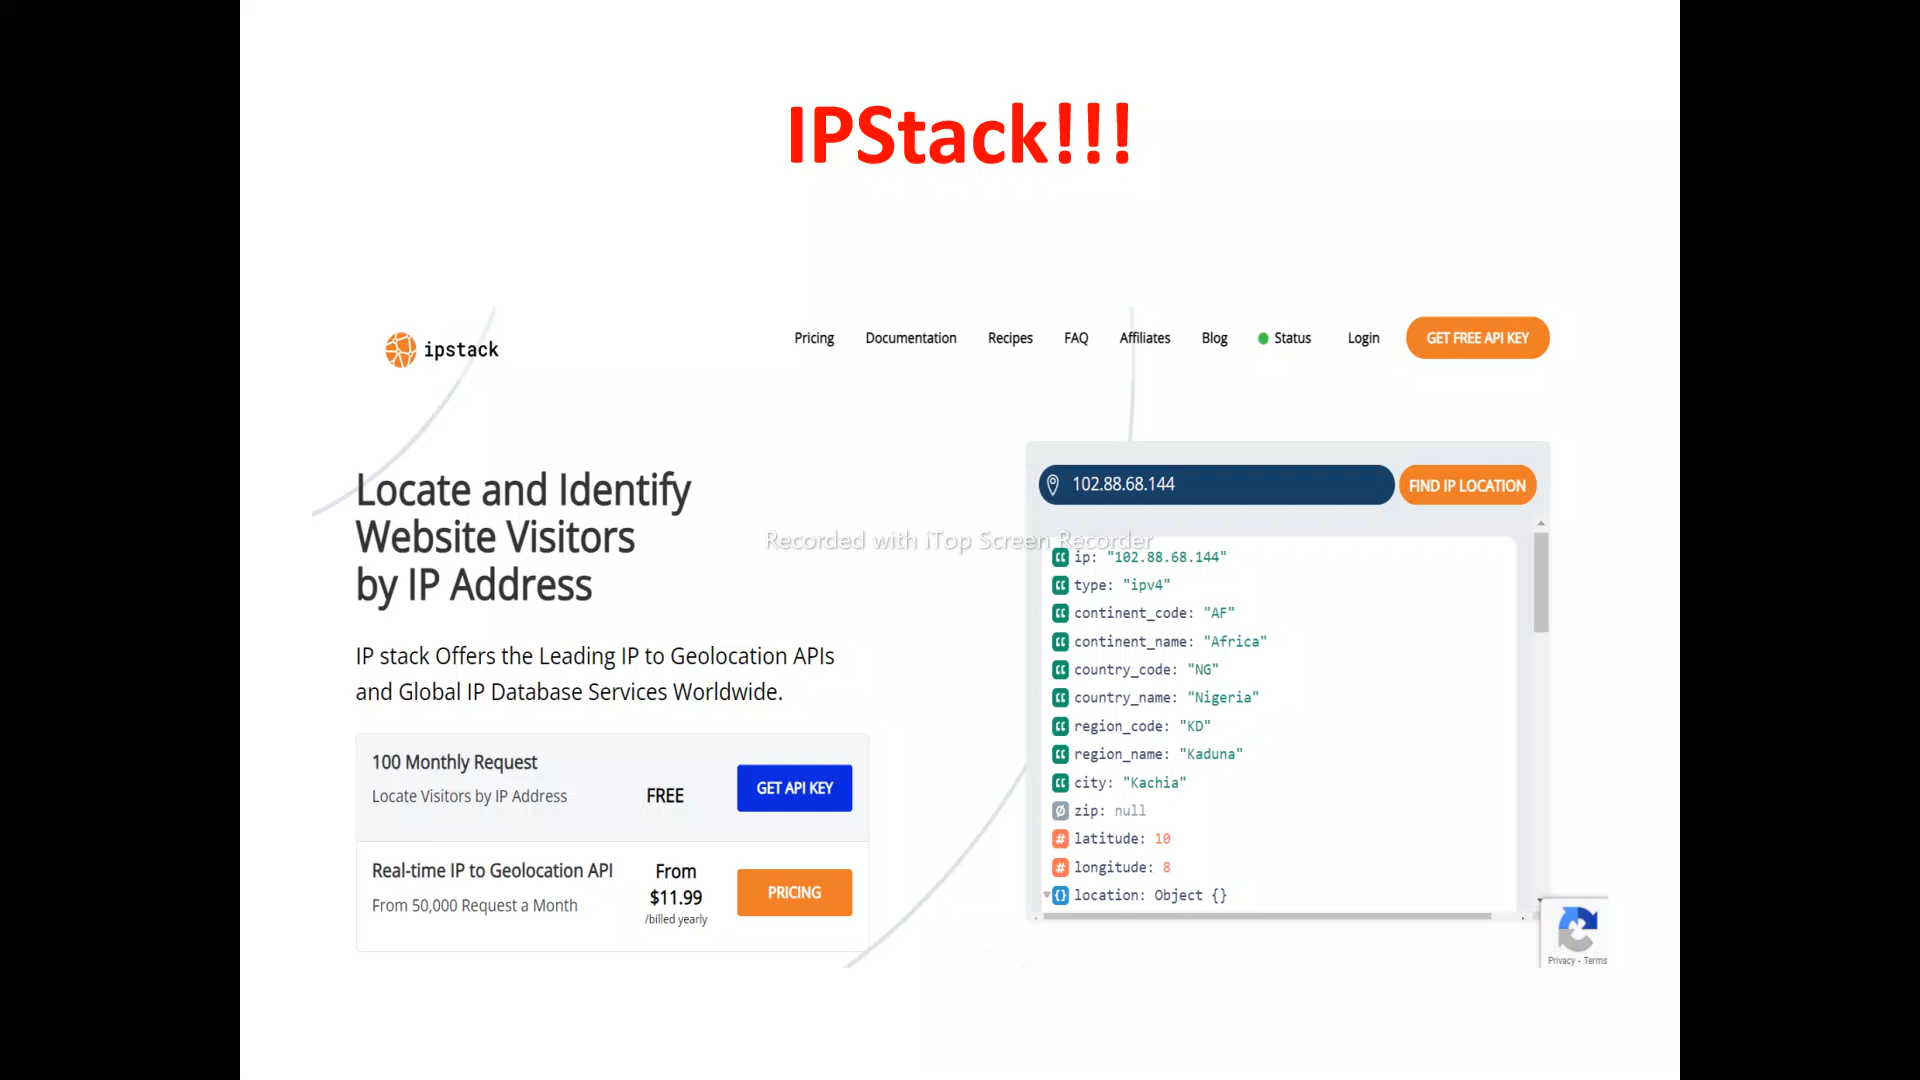 IPStack!!!
ipstack
Pricing Documentation Recipes FAQ Affiliates Blog Status Login GET FREE API KEY
Locate and Identify
Website Visitors
by IP Address
IP stack Offers the Leading IP to Geolocation APIs
and Global IP Database Services Worldwide.
100 Monthly Request
Locate Visitors by IP Address
FREE
GET API KEY
Real-time IP to Geolocation API
From 50,000 Request a Month
From
$11.99
/billed yearly
PRICING
102.88.68.144
FIND IP LOCATION
Recorded with iTop Screen Recorder
ip: "102.88.68.144"
type: "ipv4"
continent_code: "AF"
continent_name: "Africa"
country_code: "NG"
country_name: "Nigeria"
region_code: "KD"
region_name: "Kaduna"
city: "Kachia"
zip: null
latitude: 10
longitude: 8
location: Object {}
Privacy - Terms